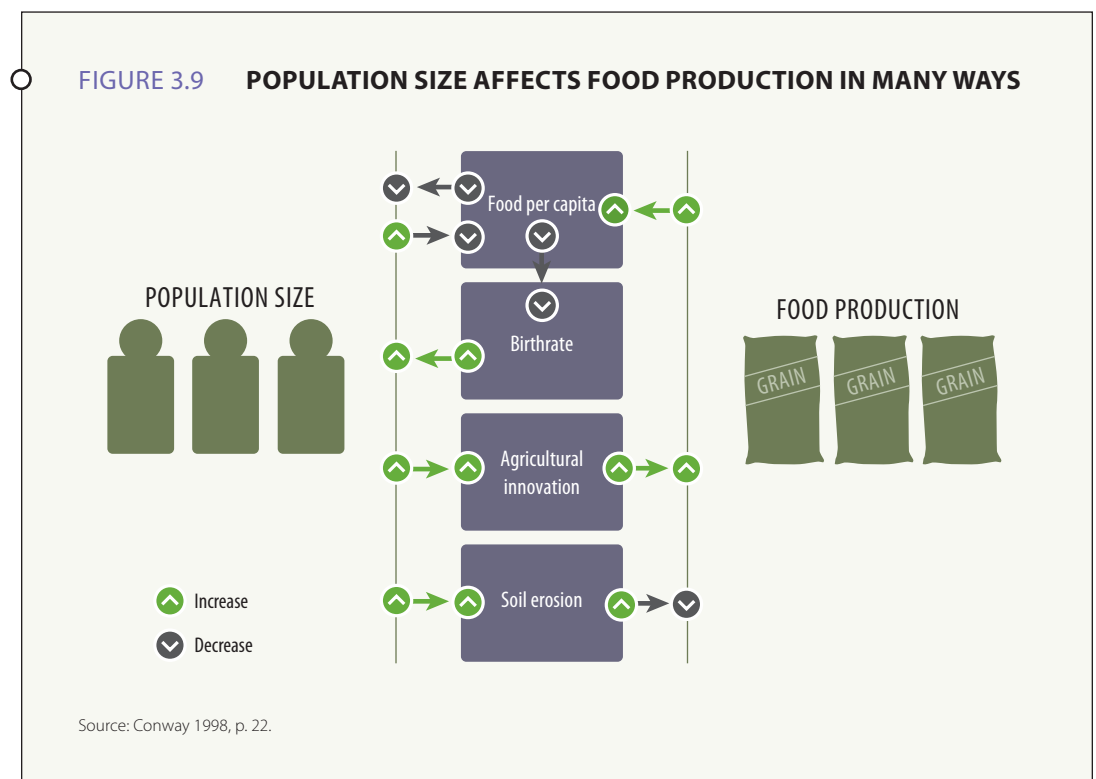 FIGURE 3.9 POPULATION SIZE AFFECTS FOOD PRODUCTION IN MANY WAYS
Food per capita
POPULATION SIZE
Birthrate
FOOD PRODUCTION
GRAIN
GRAIN
GRAIN
Agricultural
innovation
Soil erosion
Increase
Decrease
Source: Conway 1998, p. 22.